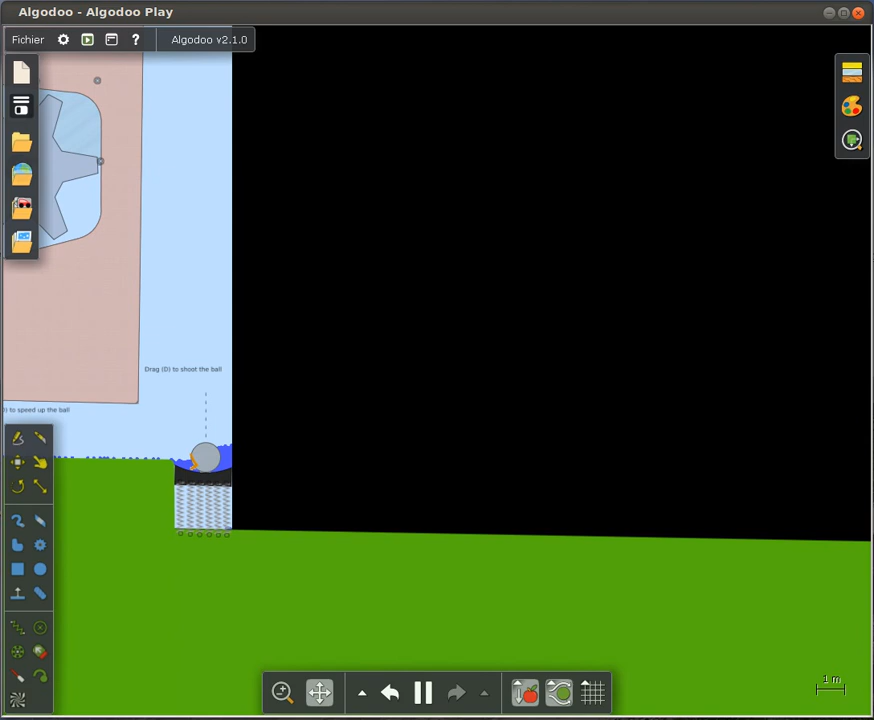 Algodoo - Algodoo Play
Fichier
?
Algodoo v2.1.0
Drag (D) to shoot the ball
) to speed up the ball
1 m